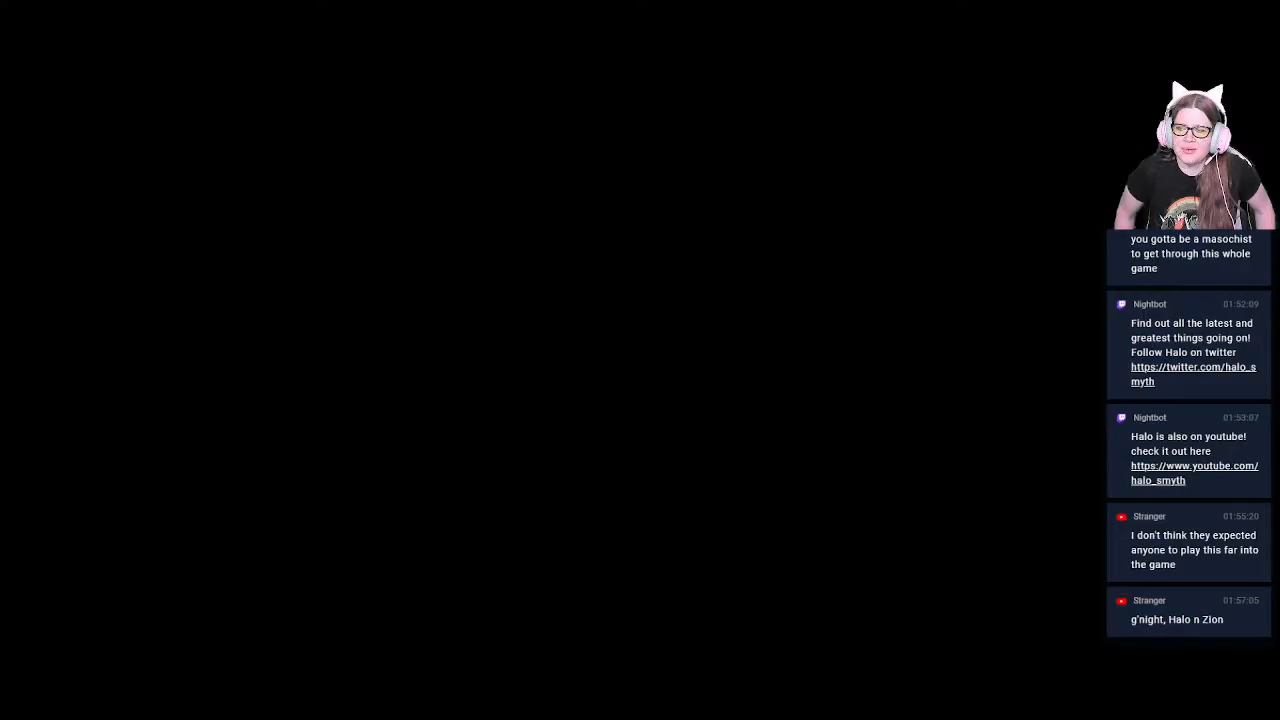 you gotta be a masochist
to get through this whole
game
Nightbot 01:52:09
Find out all the latest and
greatest things going on!
Follow Halo on twitter
https://twitter.com/halo_s
myth
Nightbot 01:53:07
Halo is also on youtube!
check it out here
https://www.youtube.com/
halo_smyth
Stranger 01:55:20
I don't think they expected
anyone to play this far into
the game
Stranger 01:57:05
g'night, Halo n Zion